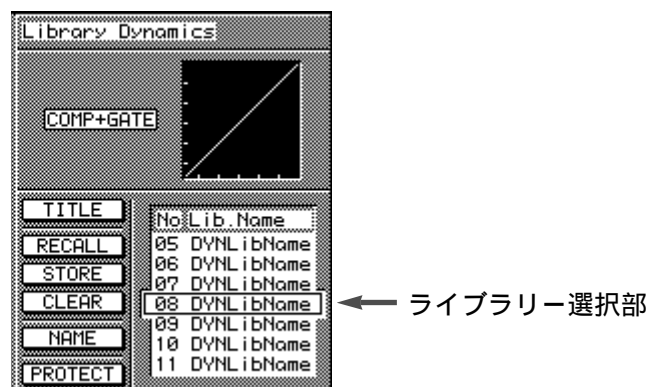 Library Dynamics
COMP+GATE
TITLE
RECALL
STORE
CLEAR
NAME
PROTECT
No Lib.Name
05 DYNLibName
06 DYNLibName
07 DYNLibName
08 DYNLibName
09 DYNLibName
10 DYNLibName
11 DYNLibName
ライブラリー選択部